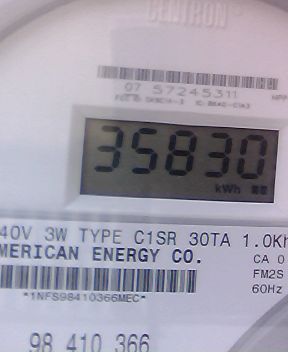 CENTRON
07 57245311
35830
kWh
40V 3W TYPE C1SR 30TA 1.0Kh
MERICAN ENERGY CO.
CA 0
FM2S
60Hz
*1NFS98410366MEC*
98 410 366